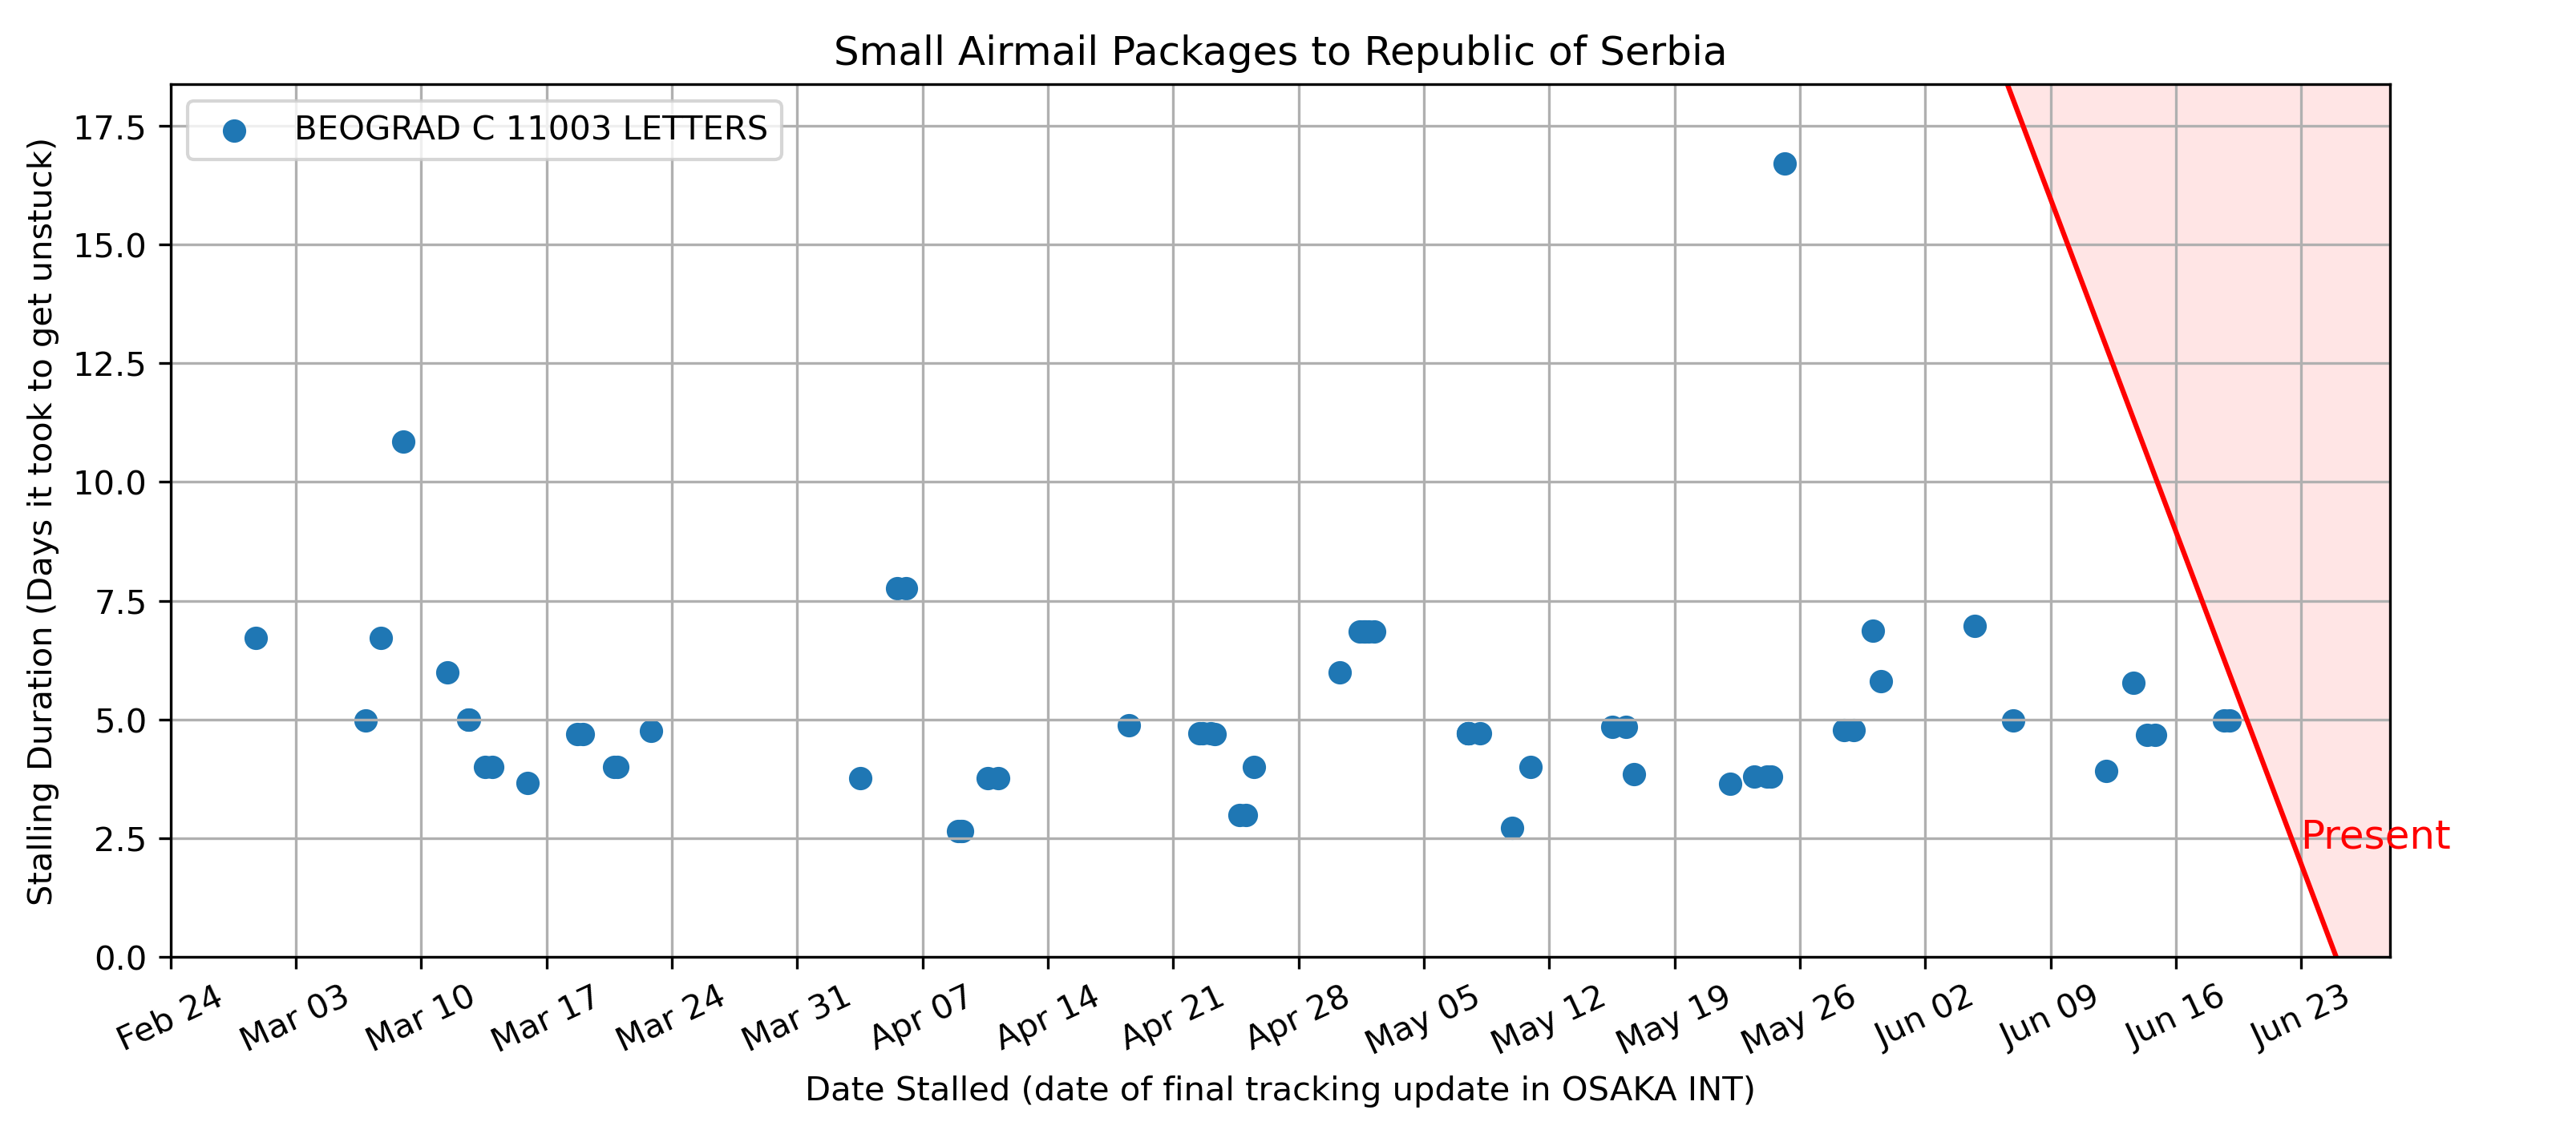 Small Airmail Packages to Republic of Serbia
BEOGRAD C 11003 LETTERS
Stalling Duration (Days it took to get unstuck)
17.5
15.0
12.5
10.0
7.5
5.0
2.5
0.0
Present
Feb 24
Mar 03
Mar 10
Mar 17
Mar 24
Mar 31
Apr 07
Apr 14
Apr 21
Apr 28
May 05
May 12
May 19
May 26
Jun 02
Jun 09
Jun 16
Jun 23
Date Stalled (date of final tracking update in OSAKA INT)